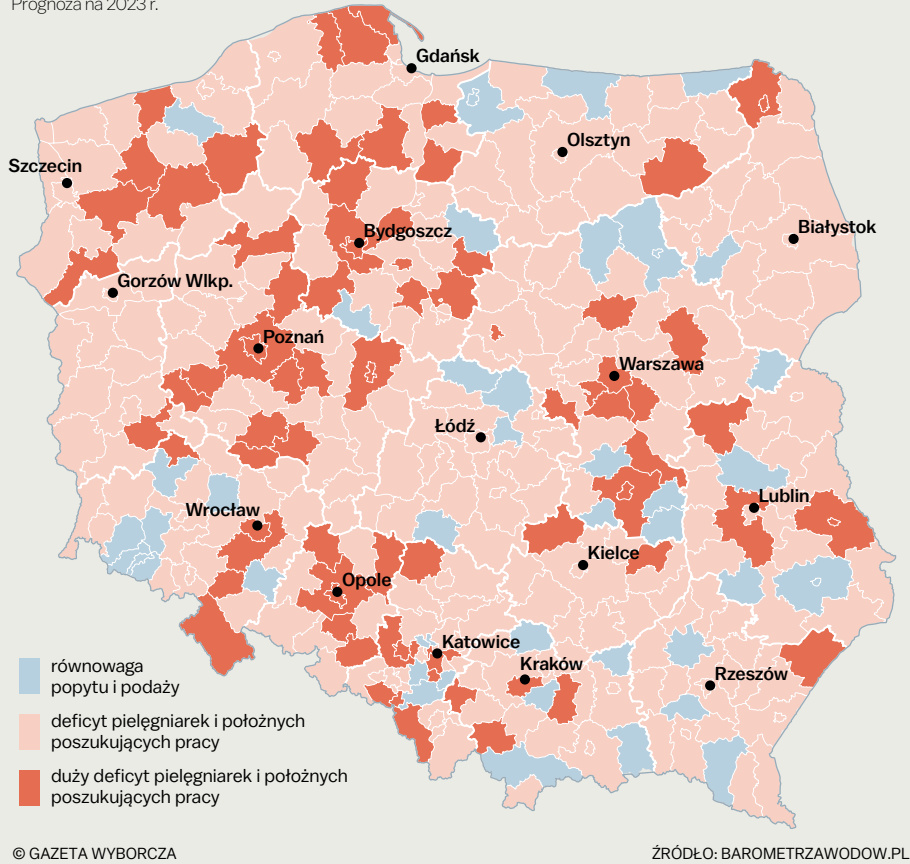 Prognoza na 2023 r.
Gdańsk
Olsztyn
Szczecin
Białystok
Bydgoszcz
Gorzów Wlkp.
Poznań
Warszawa
Łódź
Lublin
Wrocław
Kielce
Opole
Katowice
Kraków
Rzeszów
równowaga
popytu i podaży
deficyt pielęgniarek i położnych
poszukujących pracy
duży deficyt pielęgniarek i położnych
poszukujących pracy
© GAZETA WYBORCZA
ŹRÓDŁO: BAROMETRZAWODOW.PL